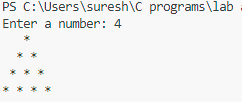 PS C:\Users\suresh\C programs\lab
Enter a number: 4
   *
  * *
 * * *
* * * *